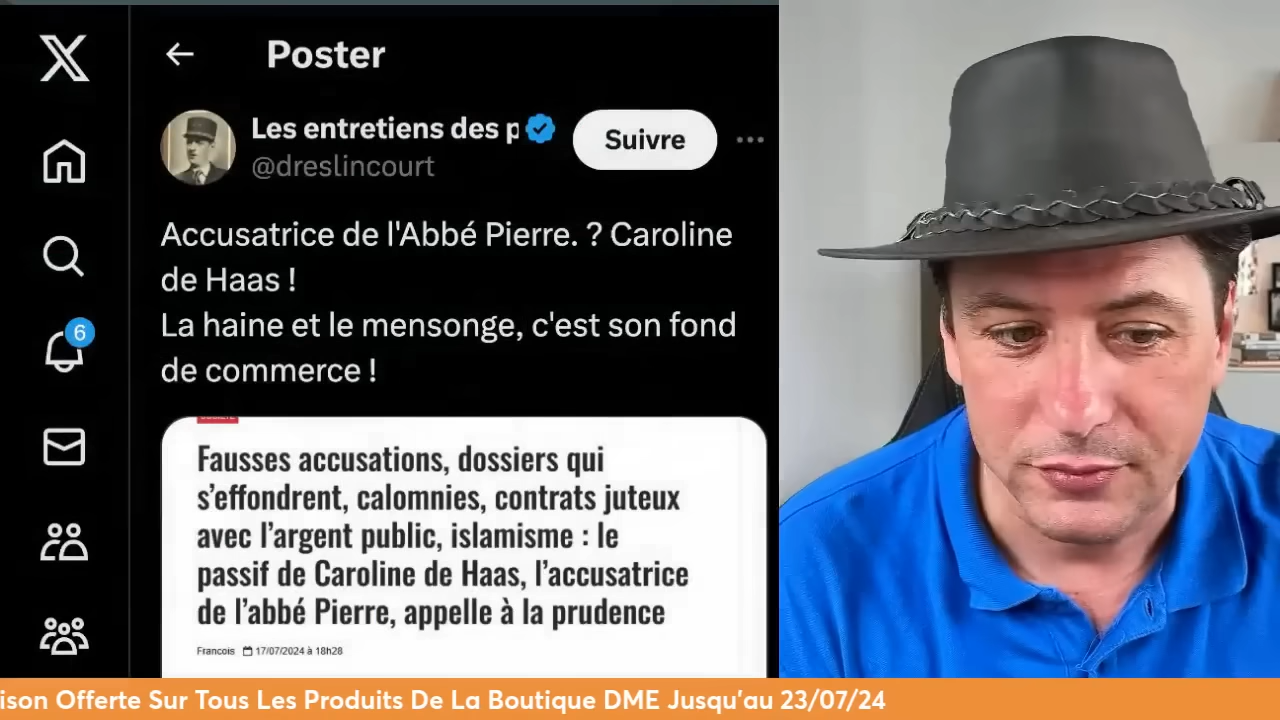 Poster
Les entretiens des p
@dreslincourt
Suivre
6
Accusatrice de l'Abbé Pierre. ? Caroline
de Haas !
La haine et le mensonge, c'est son fond
de commerce !
Fausses accusations, dossiers qui
s'effondrent, calomnies, contrats juteux
avec l'argent public, islamisme : le
passif de Caroline de Haas, l'accusatrice
de l'abbé Pierre, appelle à la prudence
Francois 17/07/2024 à 18h28
ison Offerte Sur Tous Les Produits De La Boutique DME Jusqu'au 23/07/24